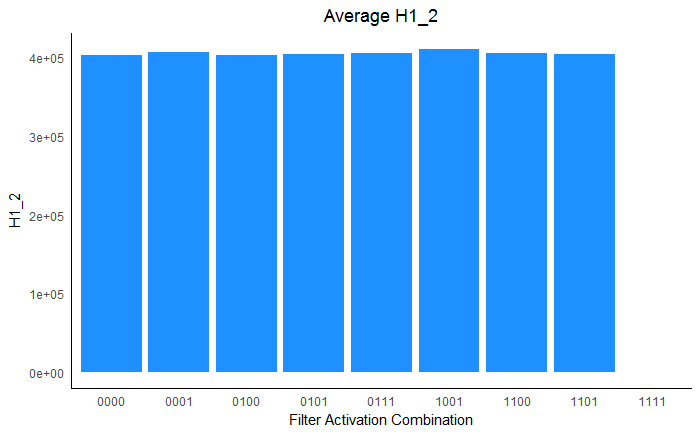 Average H1_2
H1_2
4e+05
3e+05
2e+05
1e+05
0e+00
0000 0001 0100 0101 0111 1001 1100 1101 1111
Filter Activation Combination